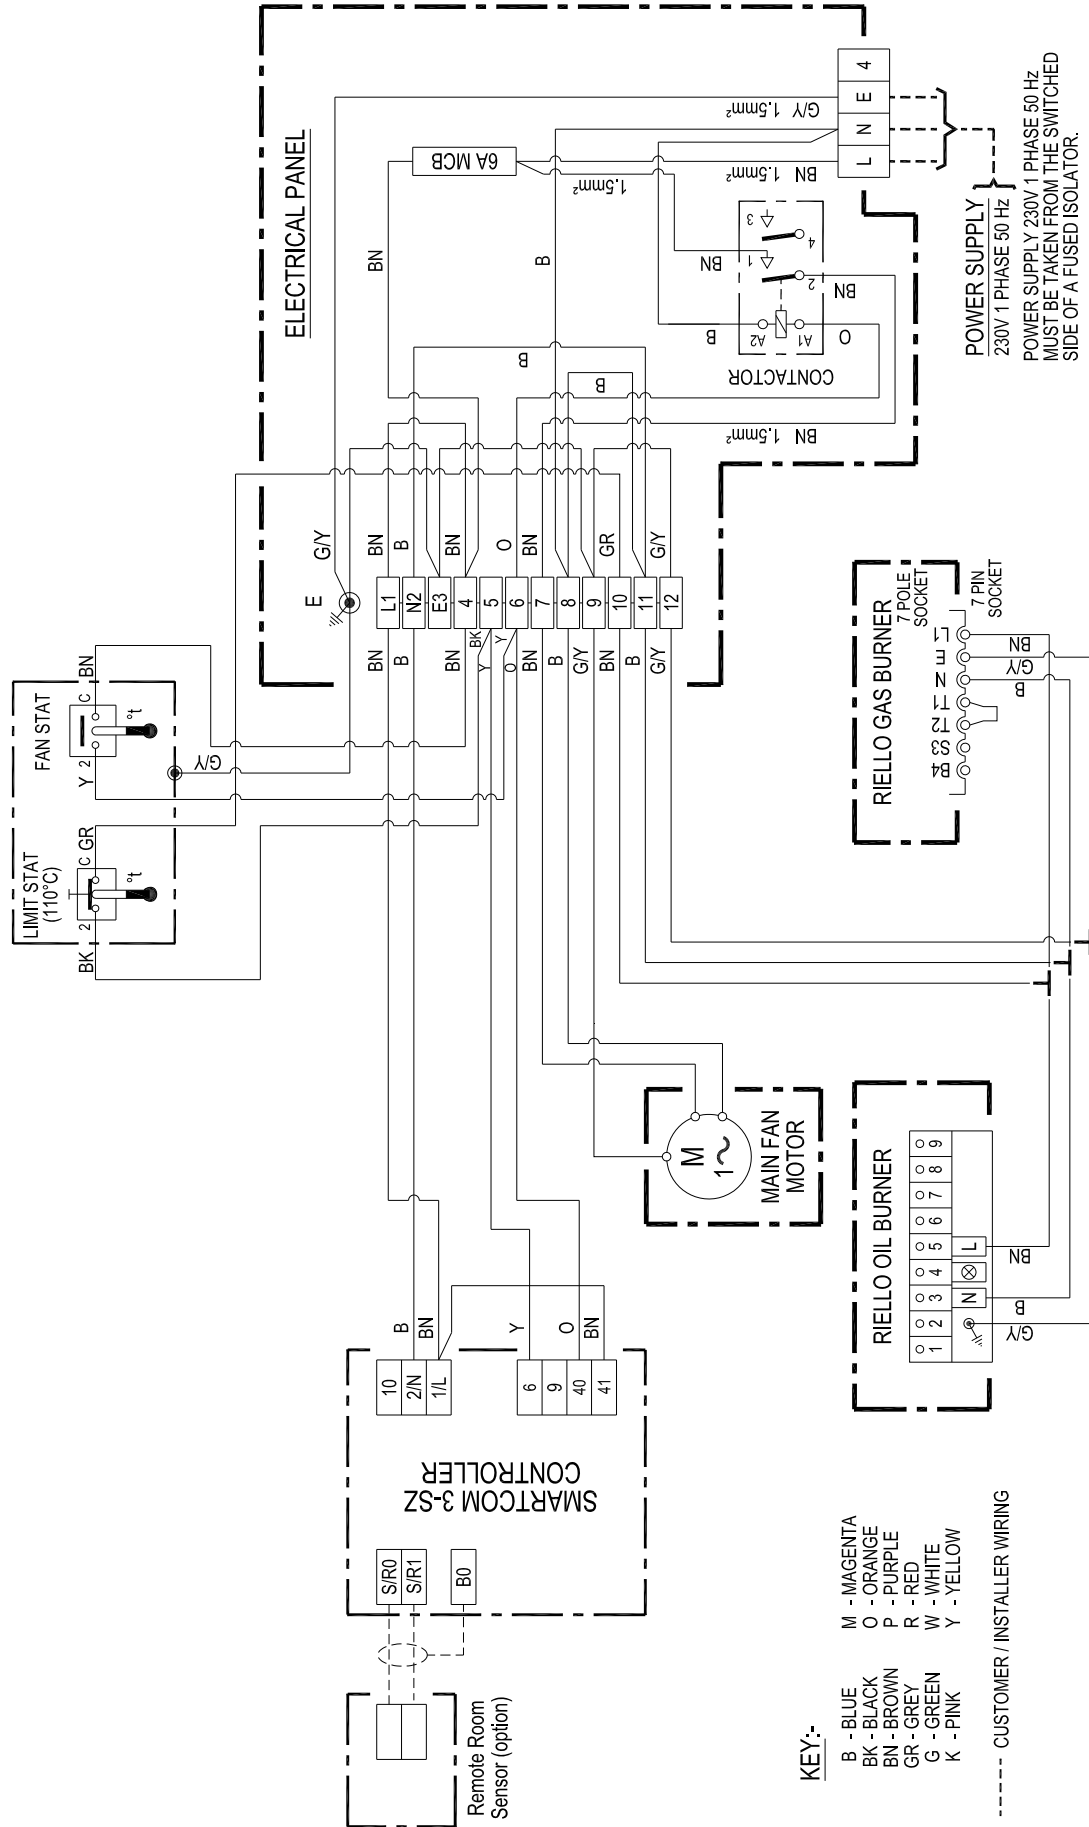 ELECTRICAL PANEL
4
E
N
L
G/Y 1.5mm²
BN 1.5mm²
1.5mm²
6A MCB
BN
B
POWER SUPPLY
230V 1 PHASE 50 Hz
POWER SUPPLY 230V 1 PHASE 50 Hz
MUST BE TAKEN FROM THE SWITCHED
SIDE OF A FUSED ISOLATOR.
3
4
1
2
BN
BN
A2
A1
B
O
CONTACTOR
B
B
BN 1.5mm²
G/Y
BN
B
BN
O
BN
GR
G/Y
E
L1
N2
E3
4
5
6
7
8
9
10
11
12
BN
B
BN
BK
Y
Y
O
BN
B
G/Y
BN
B
G/Y
FAN STAT
C
BN
2
Y
°t
G/Y
LIMIT STAT
(110°C)
C
GR
2
BK
°t
RIELLO GAS BURNER
7 POLE
SOCKET
7 PIN
SOCKET
L1
E
N
T1
T2
S3
B4
BN
G/Y
B
M
1~
MAIN FAN
MOTOR
RIELLO OIL BURNER
9
8
7
6
5
4
3
2
1
L
N
BN
B
G/Y
B
BN
Y
O
BN
10
2/N
1/L
6
9
40
41
SMARTCOM 3-SZ
CONTROLLER
S/R0
S/R1
B0
Remote Room
Sensor (option)
KEY:-
B - BLUE
BK - BLACK
BN - BROWN
GR - GREY
G - GREEN
K - PINK
M - MAGENTA
O - ORANGE
P - PURPLE
R - RED
W - WHITE
Y - YELLOW
CUSTOMER / INSTALLER WIRING